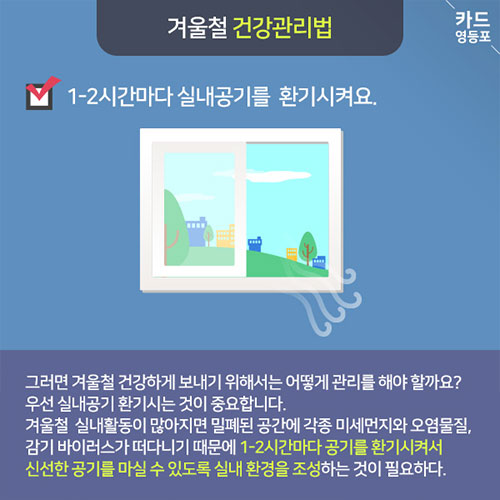 겨울철 건강관리법
카드
영등포
1-2시간마다 실내공기를 환기시켜요.
그러면 겨울철 건강하게 보내기 위해서는 어떻게 관리를 해야 할까요?
우선 실내공기 환기시는 것이 중요합니다.
겨울철 실내활동이 많아지면 밀폐된 공간에 각종 미세먼지와 오염물질,
감기 바이러스가 떠다니기 때문에 1-2시간마다 공기를 환기시켜서
신선한 공기를 마실 수 있도록 실내 환경을 조성하는 것이 필요하다.